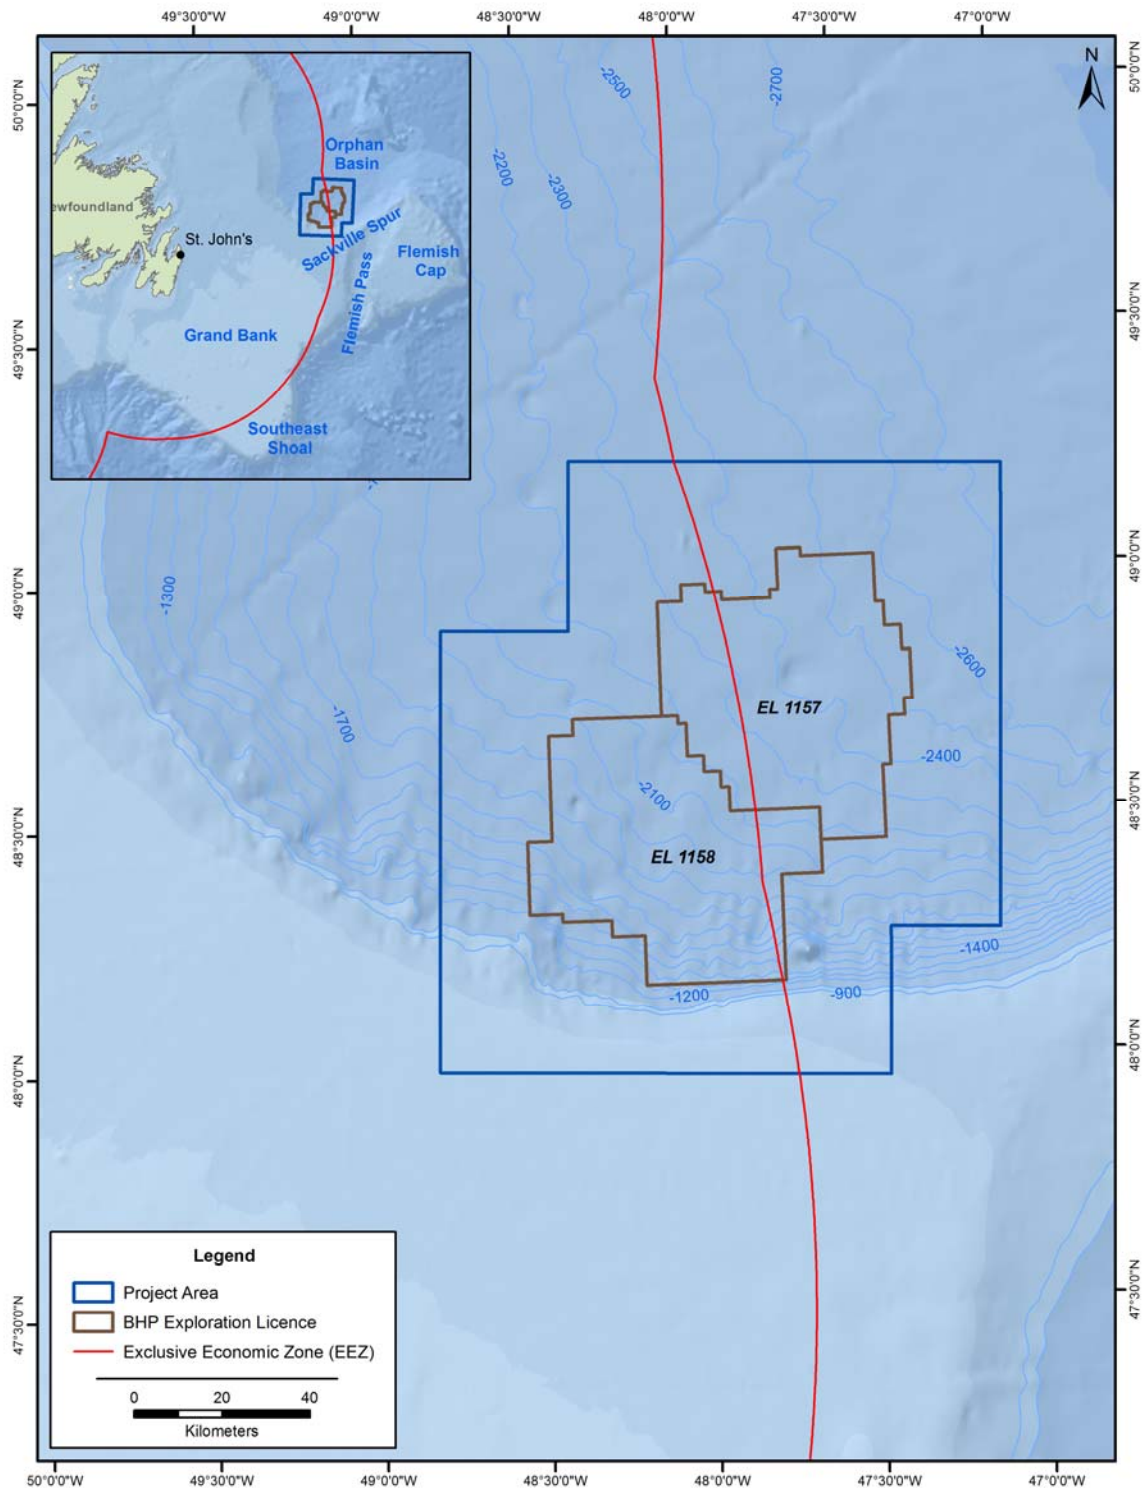 49°30'0"W 49°0'0"W 48°30'0"W 48°0'0"W 47°30'0"W 47°0'0"W
50°0'0"N
49°30'0"N
49°0'0"N
48°30'0"N
48°0'0"N
47°30'0"N
Orphan
Basin
ewfoundland
St. John's
Sackville Spur
Flemish
Cap
Flemish Pass
Grand Bank
Southeast
Shoal
N
-2500
-2700
-2200
-2300
-1300
-1700
-2600
EL 1157
-2400
-2100
EL 1158
-1400
-1200
-900
50°0'0"N
49°30'0"N
49°0'0"N
48°30'0"N
48°0'0"N
47°30'0"N
Legend
Project Area
BHP Exploration Licence
Exclusive Economic Zone (EEZ)
0 20 40
Kilometers
50°0'0"W 49°30'0"W 49°0'0"W 48°30'0"W 48°0'0"W 47°30'0"W 47°0'0"W